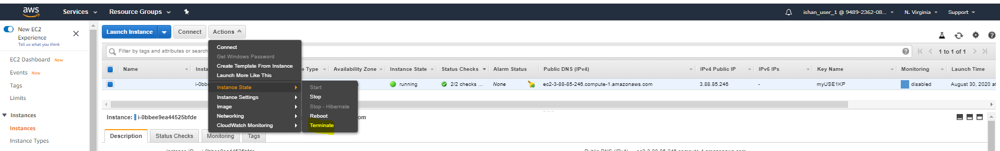 aws Services Resource Groups ishan_user_1 @ 9489-2362-08... N. Virginia Support
New EC2
Experience
Tell us what you think
EC2 Dashboard New
Events New
Tags
Limits
Instances
Instances
Instance Types
Launch Instance Connect Actions
Filter by tags and attributes or search 1 to 1 of 1
Connect
Get Windows Password
Create Template From Instance
Launch More Like This
Instance State
Instance Settings
Image
Networking
CloudWatch Monitoring
Start
Stop
Stop - Hibernate
Reboot
Terminate
Name Type Availability Zone Instance State Status Checks Alarm Status Public DNS (IPv4) IPv4 Public IP IPv6 IPs Key Name Monitoring Launch Time
i-0bbe running 2/2 checks ... None ec2-3-88-85-246.compute-1.amazonaws.com 3.88.85.246 - myUSE1KP disabled August 30, 2020 at
Instance: i-0bbee9ea44525bfde om
Description Status Checks Monitoring Tags